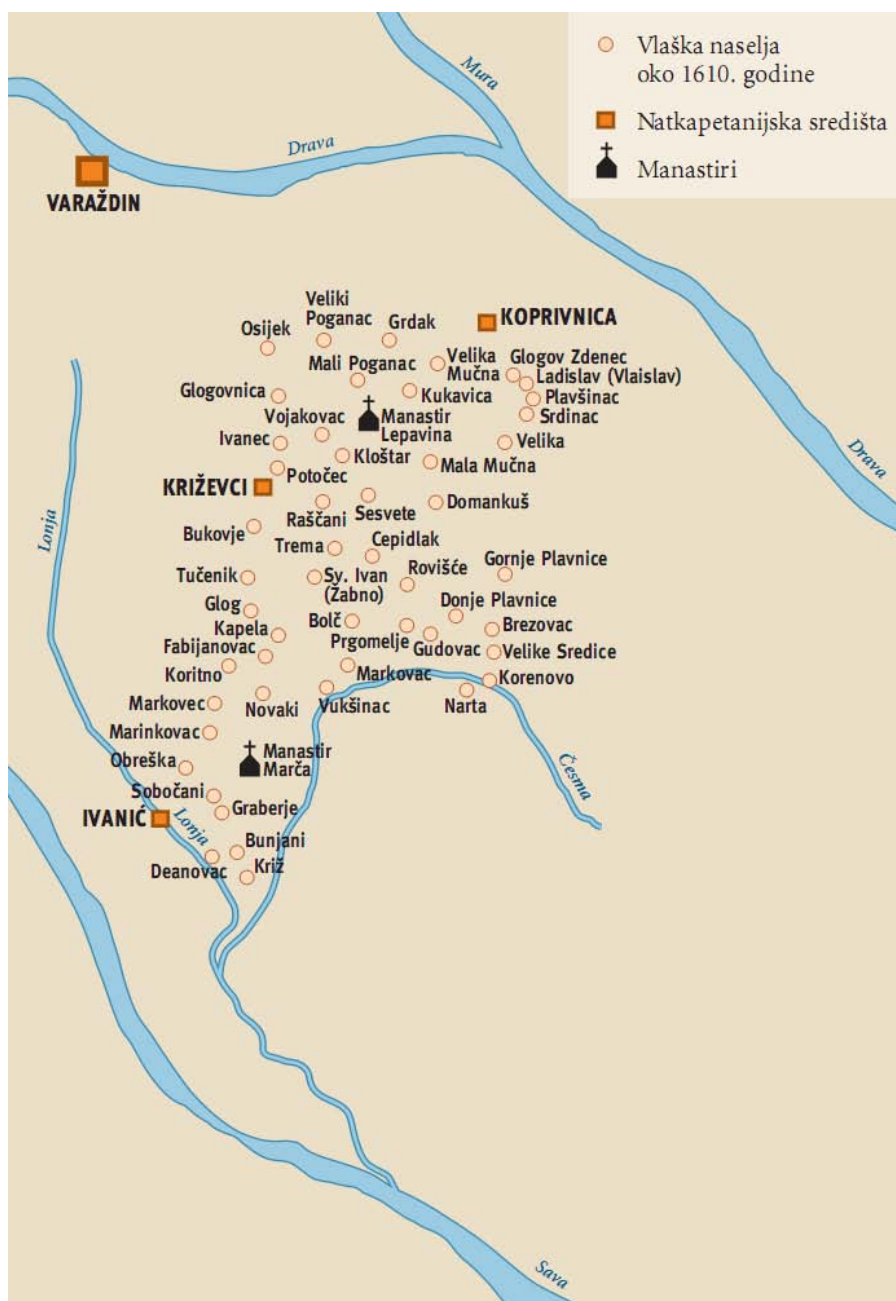 Vlaška naselja
oko 1610. godine
Natkapetanijska središta
Manastiri
Mura
Drava
VARAŽDIN
Veliki
Poganac
Grdak
KOPRIVNICA
Osijek
Mali Poganac
Velika
Mučna
Glogov Zdenec
Ladislav (Vlaislav)
Plavšinac
Srdinac
Glogovnica
Kukavica
Vojakovac
Manastir
Lepavina
Ivanec
Velika
Drava
Kloštar
Mala Mučna
Potočec
KRIŽEVCI
Raščani
Sesvete
Domankuš
Lonja
Bukovje
Trema
Cepidlak
Gornje Plavnice
Rovišće
Tučenik
Sv. Ivan
(Žabno)
Donje Plavnice
Glog
Bolč
Kapela
Brezovac
Prgomelje
Gudovac
Fabijanovac
Velike Sredice
Koritno
Markovac
Korenovo
Markovec
Novaki
Vukšinac
Narta
Marinkovac
Manastir
Marča
Obreška
Česma
Sobočani
Graberje
IVANIĆ
Lonja
Bunjani
Deanovac
Križ
Sava